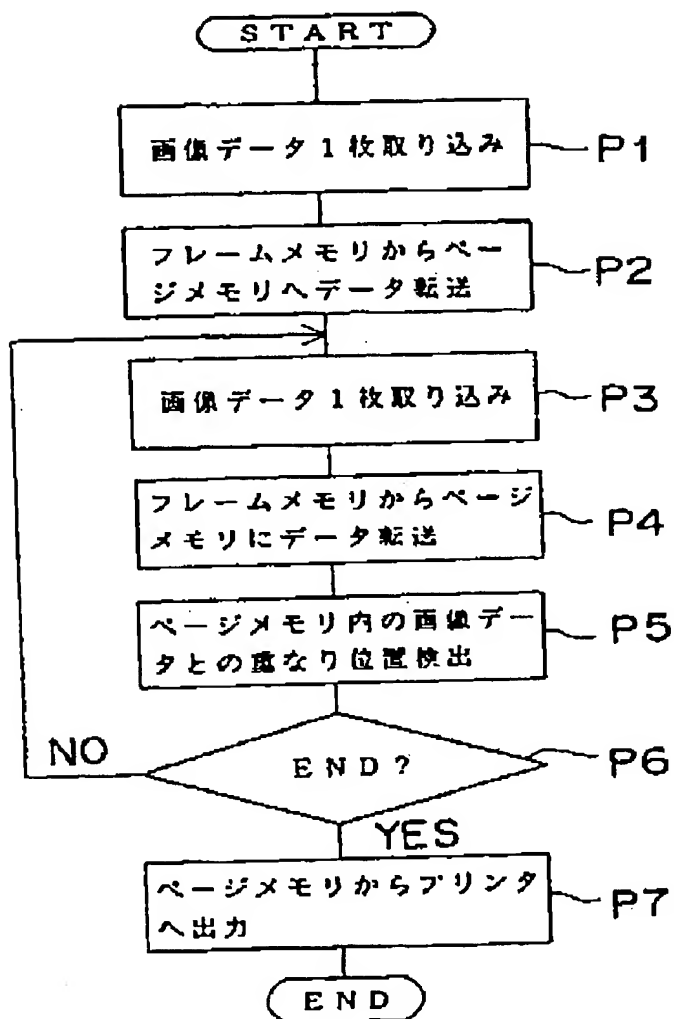 START
画像データ1枚取り込み
P1
フレームメモリからペー
ジメモリへデータ転送
P2
画像データ1枚取り込み
P3
フレームメモリからページ
メモリにデータ転送
P4
ページメモリ内の画像デー
タとの重なり位置検出
P5
NO
END?
P6
YES
ページメモリからプリンタ
へ出力
P7
END